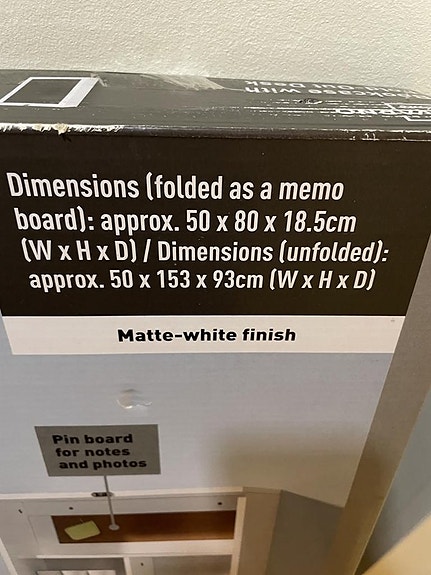 Dimensions (folded as a memo
board): approx. 50 x 80 x 18.5cm
(W x H x D) / Dimensions (unfolded):
approx. 50 x 153 x 93cm (W x H x D)
Matte-white finish
Pin board
for notes
and photos